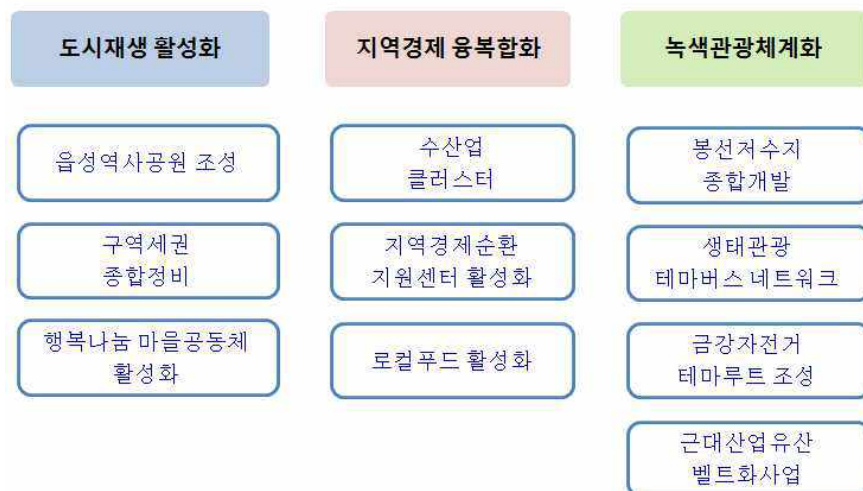 도시재생 활성화
읍성역사공원 조성
구역세권
종합정비
행복나눔 마을공동체
활성화
지역경제 융복합화
수산업
클러스터
지역경제순환
지원센터 활성화
로컬푸드 활성화
녹색관광체계화
봉선저수지
종합개발
생태관광
테마버스 네트워크
금강자전거
테마루트 조성
근대산업유산
벨트화사업